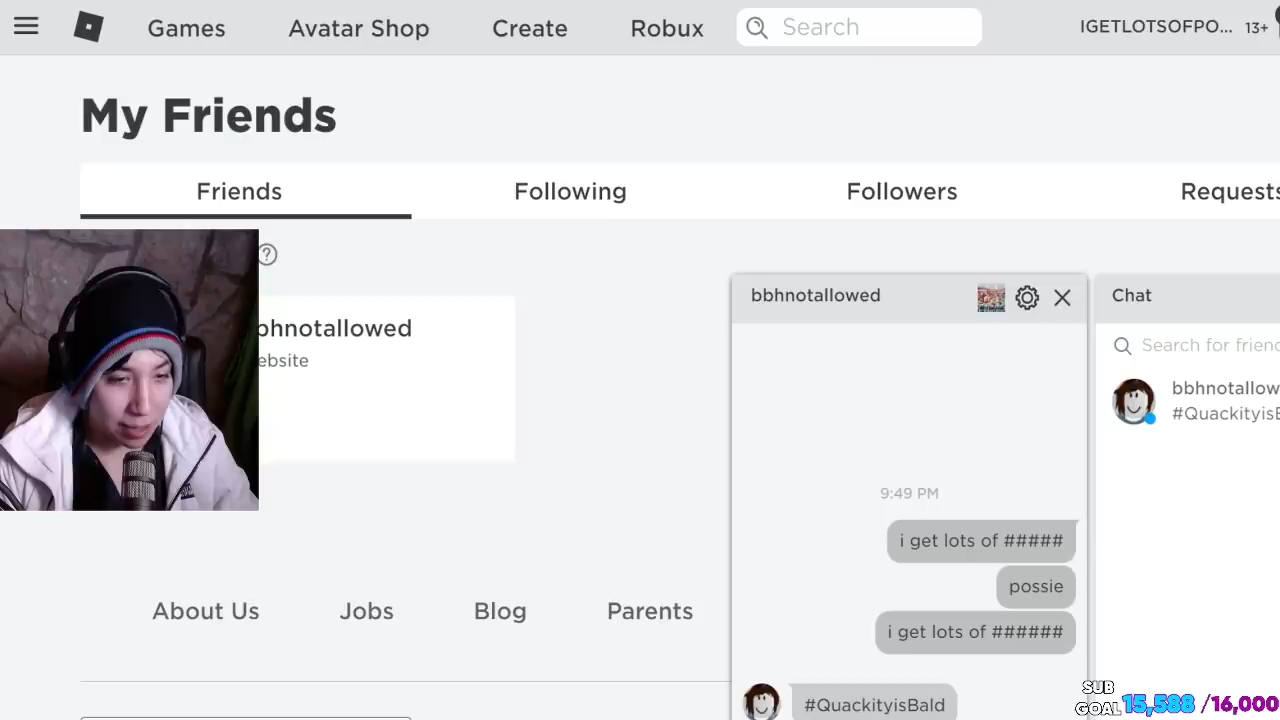 Games
Avatar Shop
Create
Robux
Search
IGETLOTSOFPO...
13+
My Friends
Friends
Following
Followers
Requests
?
bhnotallowed
ebsite
bbhnotallowed
Chat
Search for friend
bbhnotallow
#QuackityisB
9:49 PM
i get lots of #####
possie
i get lots of ######
#QuackityisBald
About Us
Jobs
Blog
Parents
SUB
GOAL 15,588 /16,000